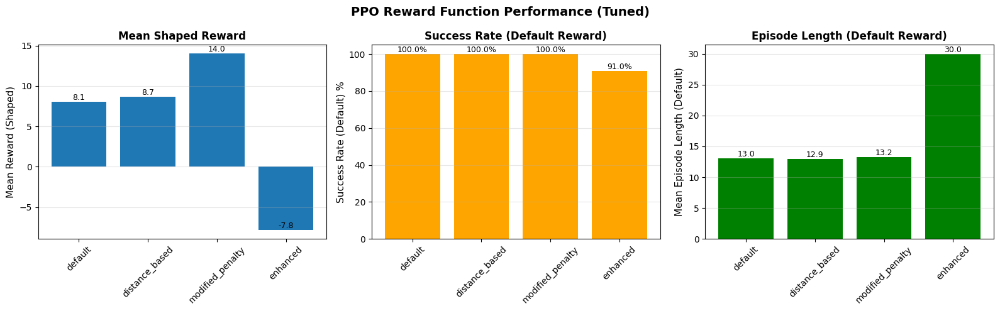 PPO Reward Function Performance (Tuned)
Mean Shaped Reward
Mean Reward (Shaped)
15
10
5
0
−5
8.1
8.7
14.0
-7.8
default
distance_based
modified_penalty
enhanced
Success Rate (Default Reward)
Success Rate (Default) %
100
80
60
40
20
0
100.0%
100.0%
100.0%
91.0%
default
distance_based
modified_penalty
enhanced
Episode Length (Default Reward)
Mean Episode Length (Default)
30
25
20
15
10
5
0
13.0
12.9
13.2
30.0
default
distance_based
modified_penalty
enhanced